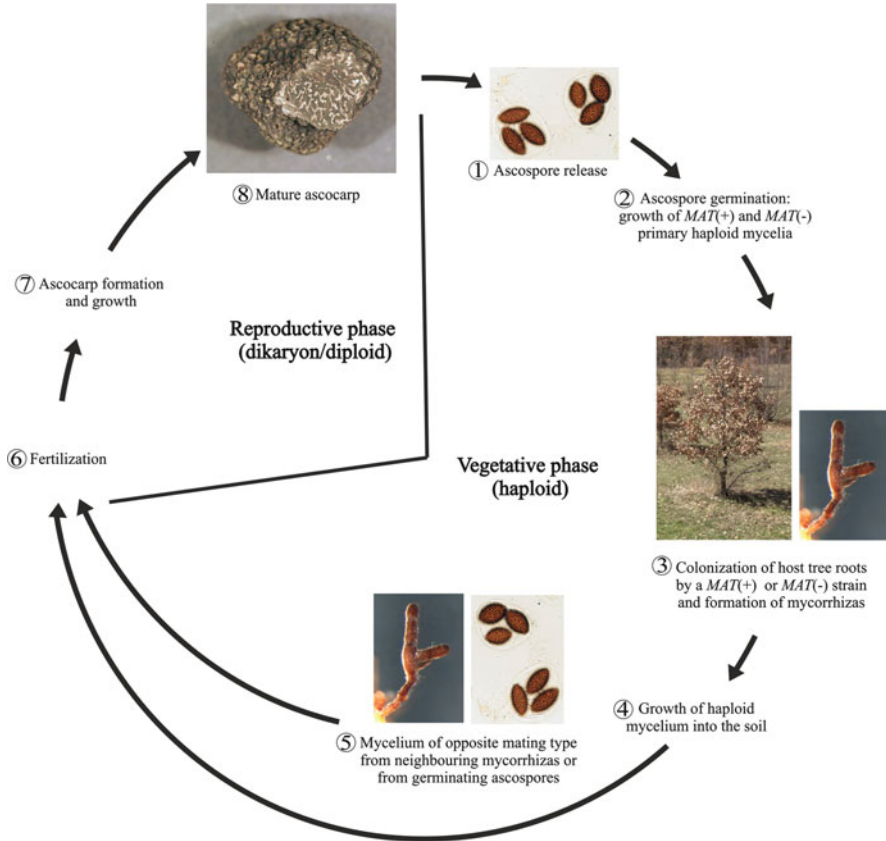 ⑧ Mature ascocarp
① Ascospore release
② Ascospore germination:
growth of MAT(+) and MAT(-)
primary haploid mycelia
⑦ Ascocarp formation
and growth
Reproductive phase
(dikaryon/diploid)
⑥ Fertilization
Vegetative phase
(haploid)
③ Colonization of host tree roots
by a MAT(+) or MAT(-) strain
and formation of mycorrhizas
④ Growth of haploid
mycelium into the soil
⑤ Mycelium of opposite mating type
from neighbouring mycorrhizas or
from germinating ascospores